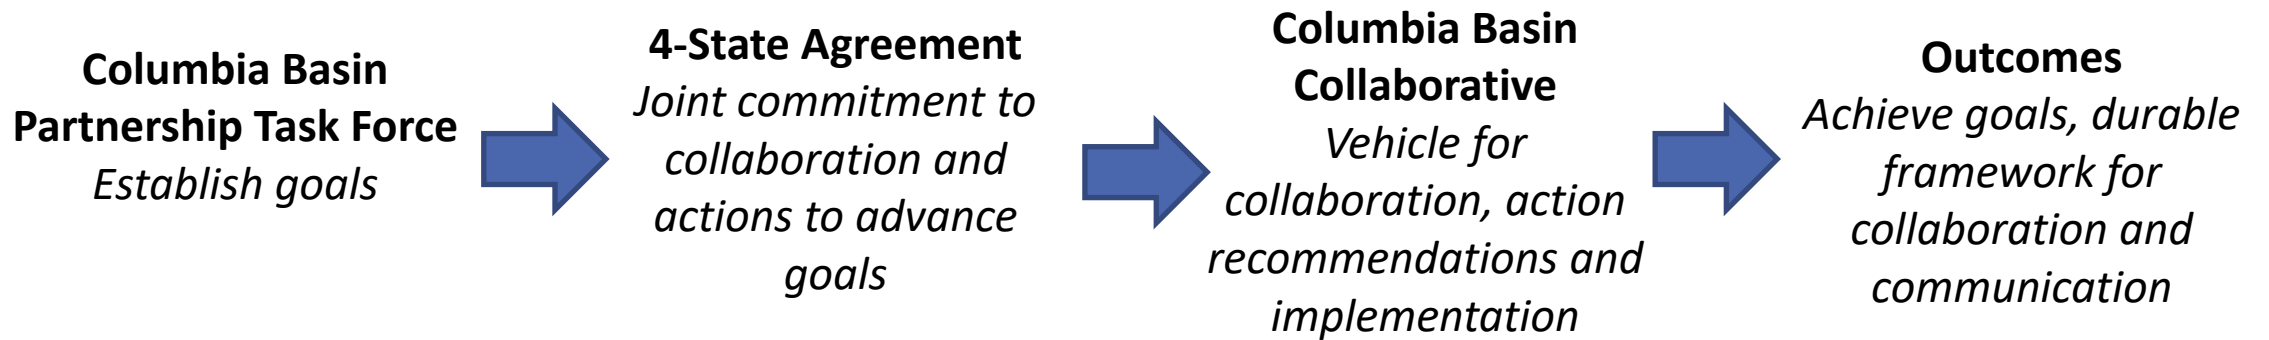 Columbia Basin
Partnership Task Force
Establish goals
4-State Agreement
Joint commitment to
collaboration and
actions to advance
goals
Columbia Basin
Collaborative
Vehicle for
collaboration, action
recommendations and
implementation
Outcomes
Achieve goals, durable
framework for
collaboration and
communication